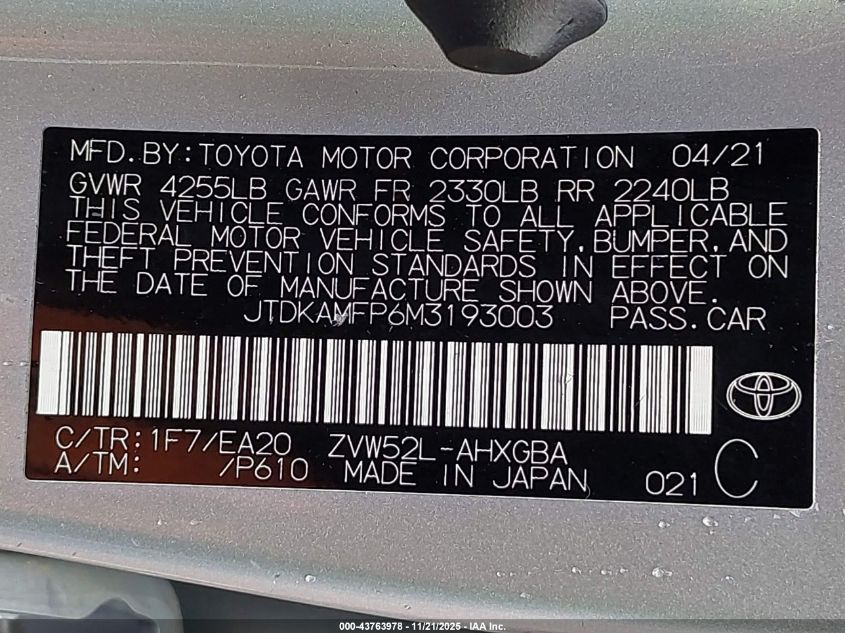 MFD.BY:TOYOTA MOTOR CORPORATION 04/21
GVWR 4255LB GAWR FR 2330LB RR 2240LB
THIS VEHICLE CONFORMS TO ALL APPLICABLE
FEDERAL MOTOR VEHICLE SAFETY,BUMPER,AND
THEFT PREVENTION STANDARDS IN EFFECT ON
THE DATE OF MANUFACTURE SHOWN ABOVE.
JTDKAMFP6M3193003 PASS.CAR
C/TR:1F7/EA20 ZVW52L-AHXGBA
A/TM: /P610 MADE IN JAPAN 021 C
000-43763978 - 11/21/2025 - IAA Inc.